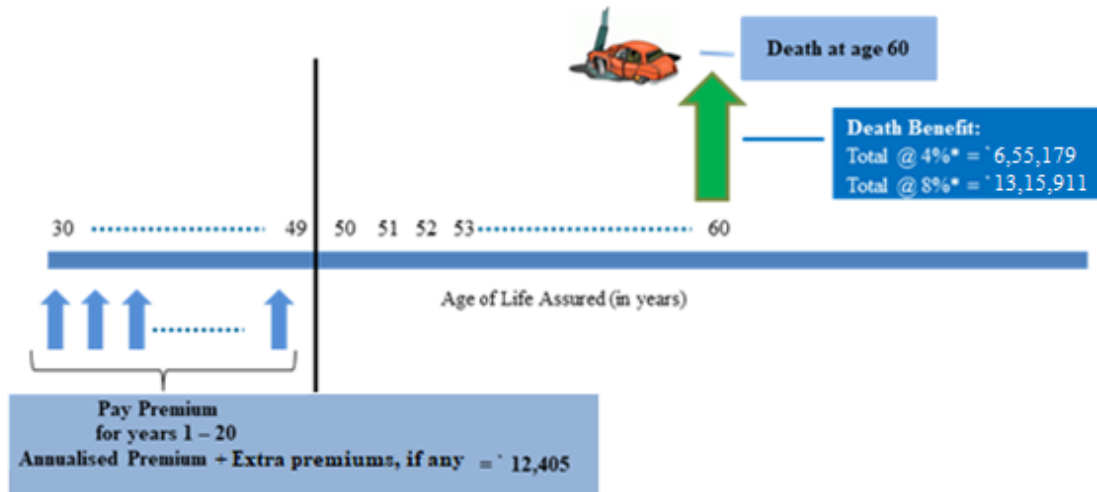 Death at age 60
Death Benefit:
Total @ 4%* = ` 6,55,179
Total @ 8%* = ` 13,15,911
30 49 50 51 52 53 60
Age of Life Assured (in years)
Pay Premium
for years 1 – 20
Annualised Premium + Extra premiums, if any = ` 12,405